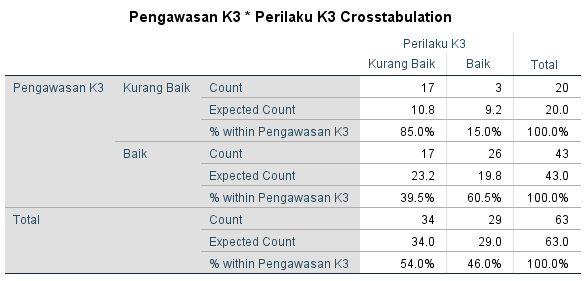 Pengawasan K3 * Perilaku K3 Crosstabulation
Perilaku K3
Kurang Baik Baik Total
Pengawasan K3 Kurang Baik Count 17 3 20
Expected Count 10.8 9.2 20.0
% within Pengawasan K3 85.0% 15.0% 100.0%
Baik Count 17 26 43
Expected Count 23.2 19.8 43.0
% within Pengawasan K3 39.5% 60.5% 100.0%
Total Count 34 29 63
Expected Count 34.0 29.0 63.0
% within Pengawasan K3 54.0% 46.0% 100.0%